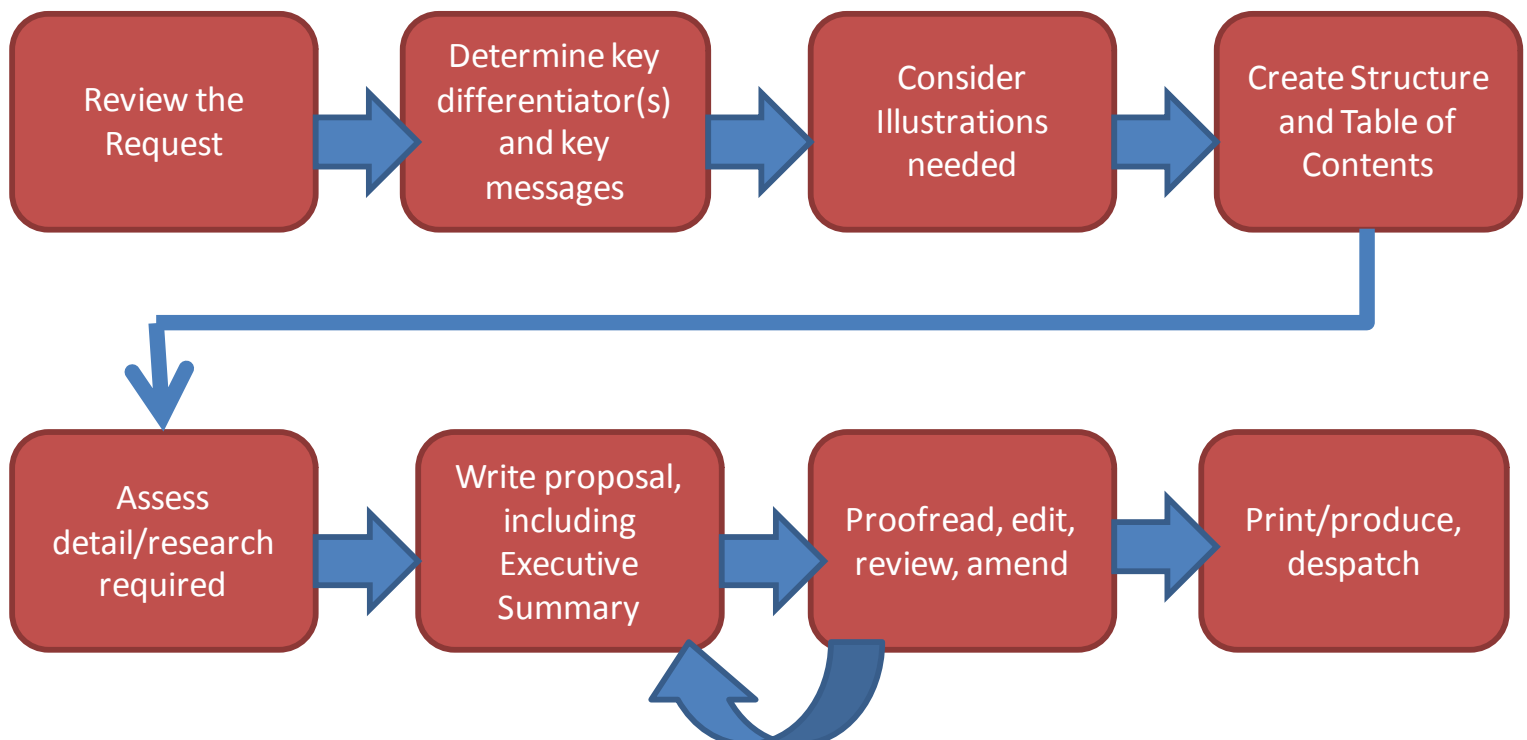 Review the
Request
Determine key
differentiator(s)
and key
messages
Consider
Illustrations
needed
Create Structure
and Table of
Contents
Assess
detail/research
required
Write proposal,
including
Executive
Summary
Proofread, edit,
review, amend
Print/produce,
despatch